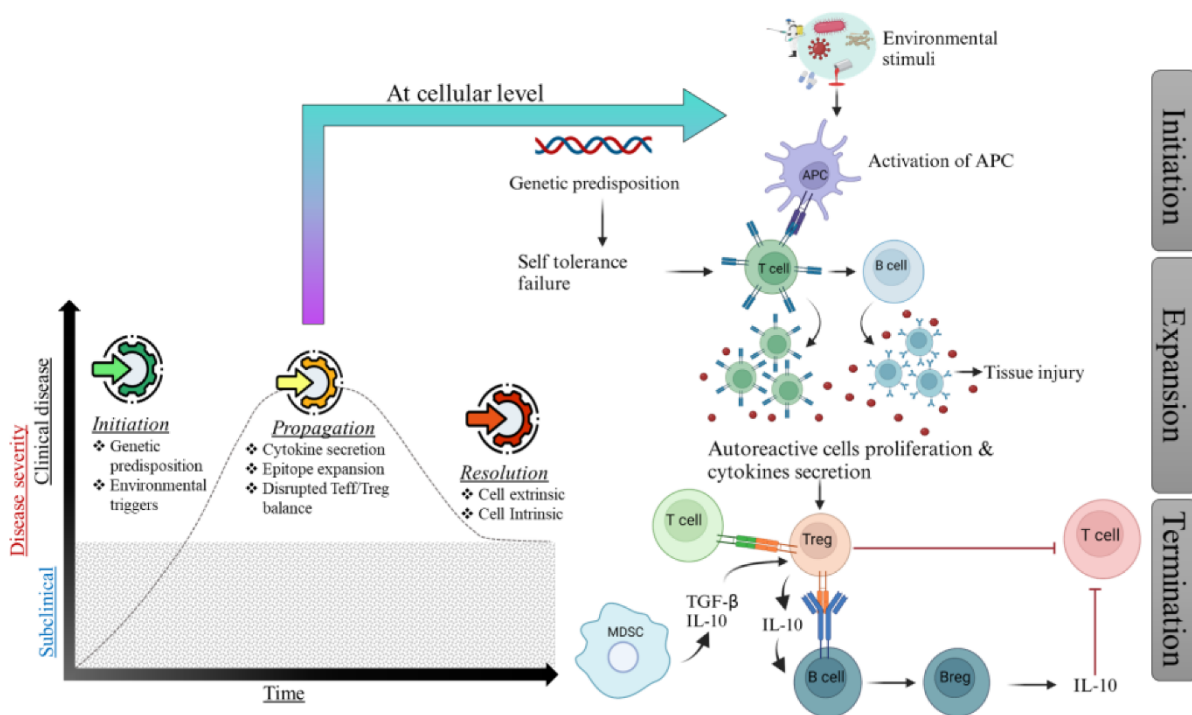 Environmental
stimuli
At cellular level
Genetic predisposition
Activation of APC
APC
Self tolerance
failure
T cell
B cell
Tissue injury
Autoreactive cells proliferation &
cytokines secretion
T cell
Treg
T cell
TGF-β
IL-10
IL-10
MDSC
B cell
Breg
IL-10
Initiation
Expansion
Termination
Disease severity
Clinical disease
Subclinical
Initiation
❖ Genetic
predisposition
❖ Environmental
triggers
Propagation
❖ Cytokine secretion
❖ Epitope expansion
❖ Disrupted Teff/Treg
balance
Resolution
❖ Cell extrinsic
❖ Cell Intrinsic
Time